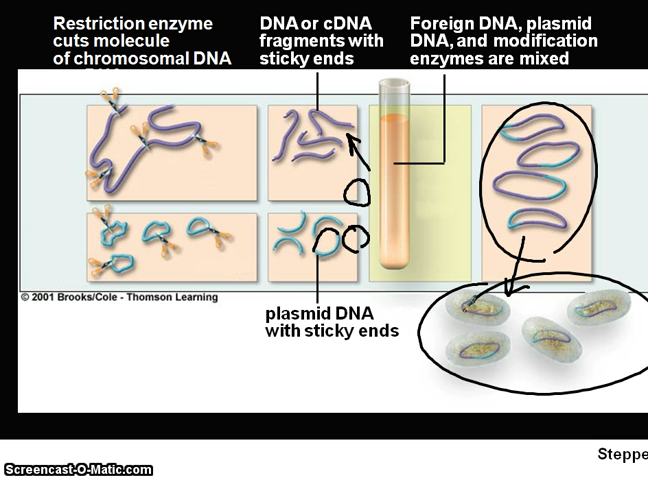 Restriction enzyme
cuts molecule
of chromosomal DNA
DNA or cDNA
fragments with
sticky ends
Foreign DNA, plasmid
DNA, and modification
enzymes are mixed
© 2001 Brooks/Cole - Thomson Learning
plasmid DNA
with sticky ends
Steppe
Screencast-O-Matic.com